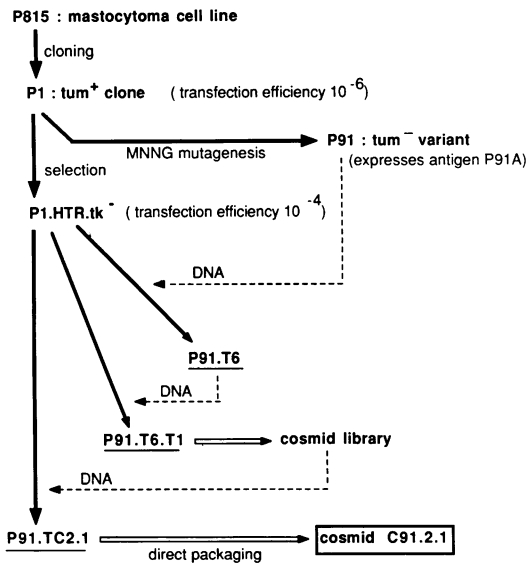 P815 : mastocytoma cell line
cloning
P1 : tum⁺ clone ( transfection efficiency 10⁻⁶)
MNNG mutagenesis
P91 : tum⁻ variant
(expresses antigen P91A)
selection
P1.HTR.tk⁻ ( transfection efficiency 10⁻⁴)
DNA
P91.T6
DNA
P91.T6.T1
cosmid library
DNA
P91.TC2.1
direct packaging
cosmid C91.2.1